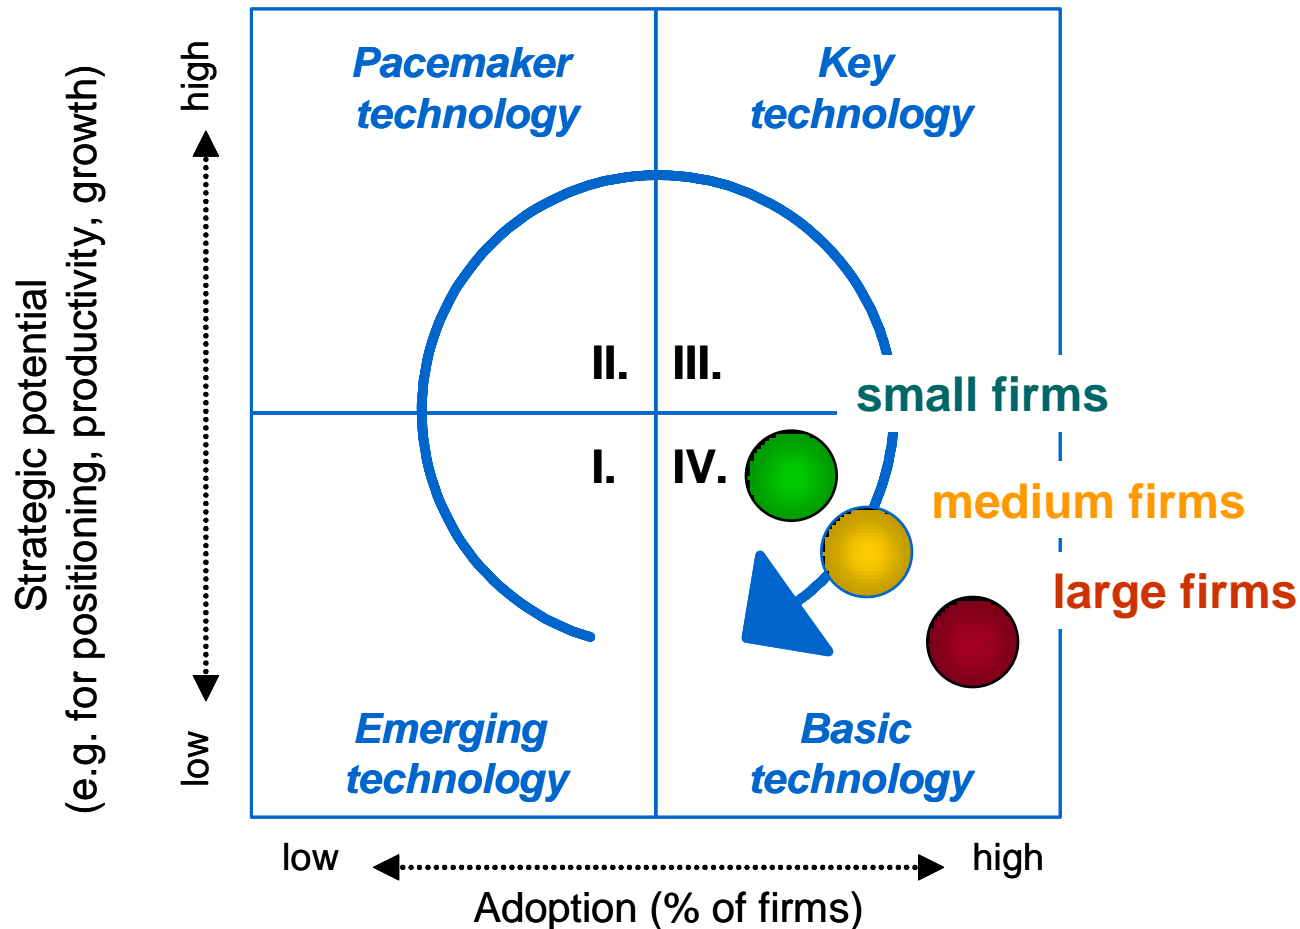 Pacemaker
technology
Key
technology
high
Strategic potential
(e.g. for positioning, productivity, growth)
low
II.
III.
small firms
I.
IV.
medium firms
large firms
Emerging
technology
Basic
technology
low
high
Adoption (% of firms)